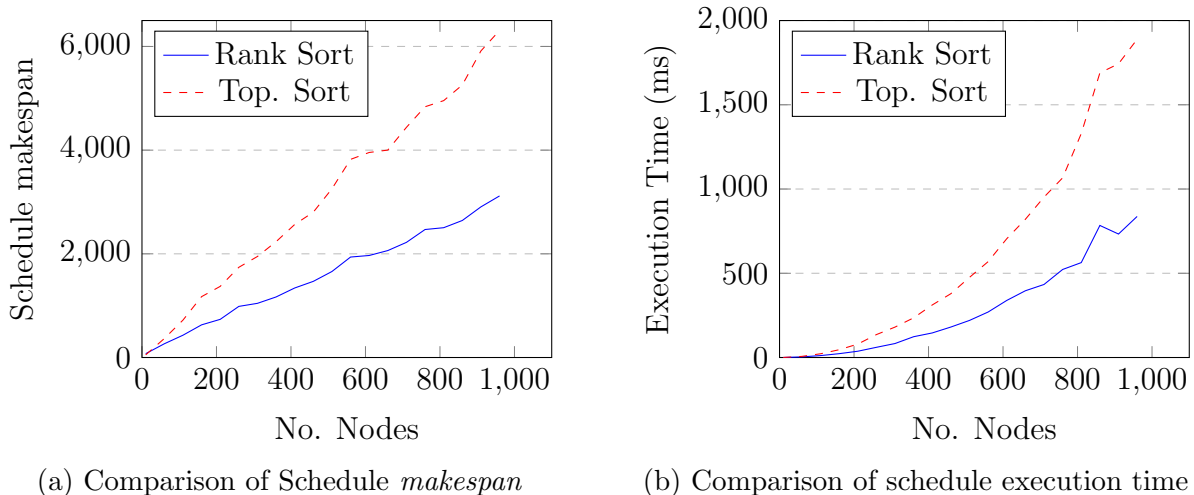 6,000
4,000
2,000
0
Schedule makespan
Rank Sort
Top. Sort
0 200 400 600 800 1,000
No. Nodes
(a) Comparison of Schedule makespan
2,000
1,500
1,000
500
0
Execution Time (ms)
Rank Sort
Top. Sort
0 200 400 600 800 1,000
No. Nodes
(b) Comparison of schedule execution time